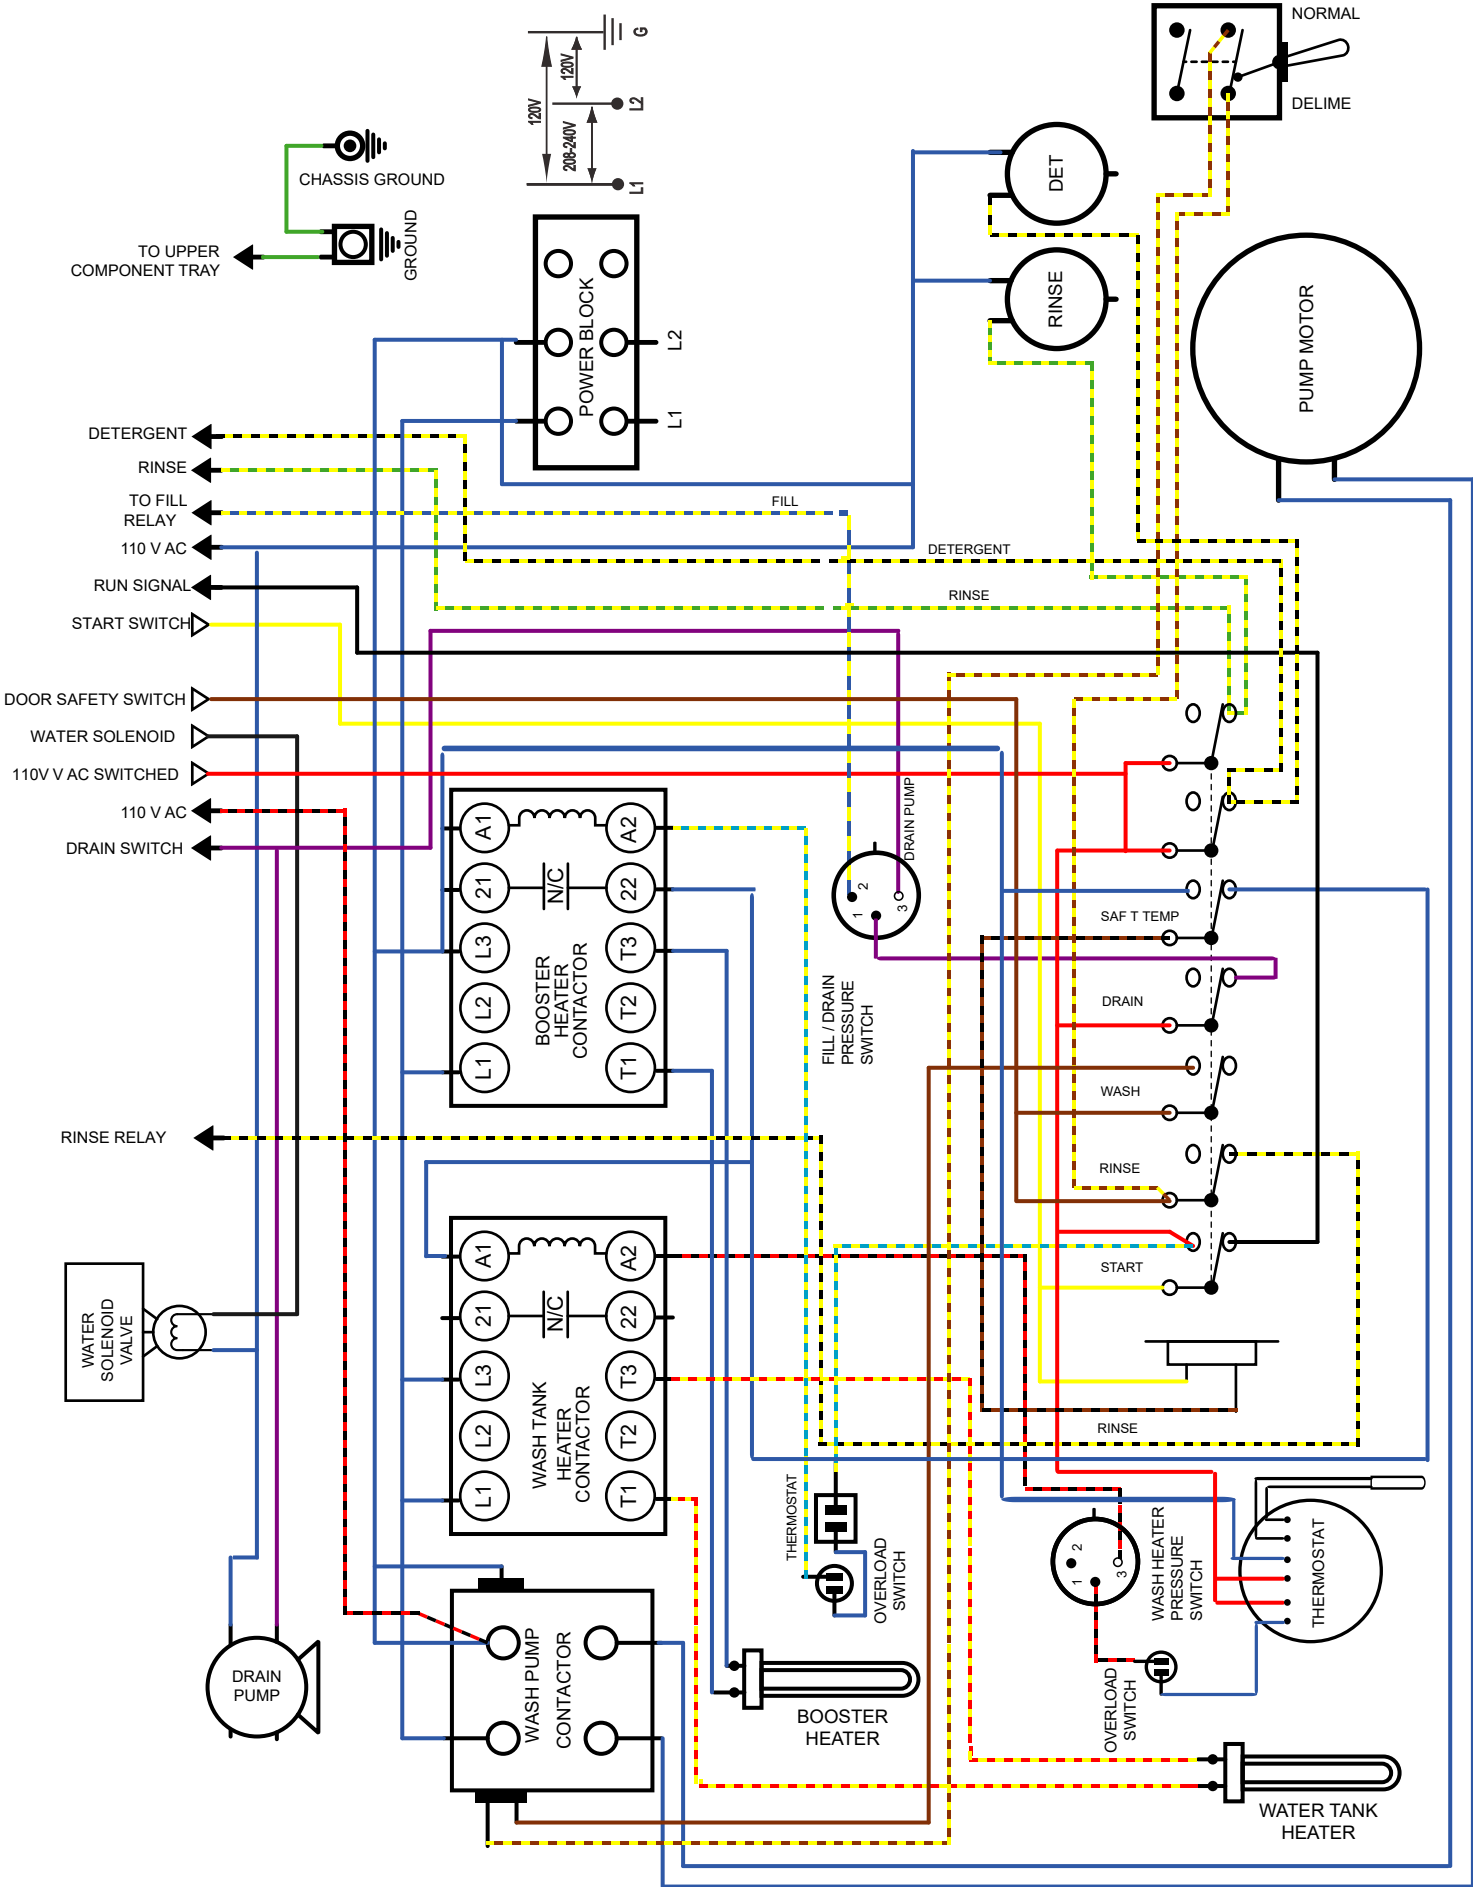 NORMAL
DELIME
G
120V
120V
L2
208-240V
L1
CHASSIS GROUND
GROUND
TO UPPER
COMPONENT TRAY
POWER BLOCK
L2
L1
DET
RINSE
PUMP MOTOR
DETERGENT
RINSE
TO FILL
RELAY
110 V AC
RUN SIGNAL
START SWITCH
DOOR SAFETY SWITCH
WATER SOLENOID
110V V AC SWITCHED
110 V AC
DRAIN SWITCH
RINSE RELAY
FILL
DETERGENT
RINSE
A1
A2
21
N/C
22
L3
T3
L2
T2
L1
T1
BOOSTER
HEATER
CONTACTOR
DRAIN PUMP
2
1
3
FILL / DRAIN
PRESSURE
SWITCH
SAF T TEMP
DRAIN
WASH
RINSE
START
RINSE
A1
A2
21
N/C
22
L3
T3
L2
T2
L1
T1
WASH TANK
HEATER
CONTACTOR
WATER
SOLENOID
VALVE
THERMOSTAT
OVERLOAD
SWITCH
2
1
3
WASH HEATER
PRESSURE
SWITCH
THERMOSTAT
OVERLOAD
SWITCH
DRAIN
PUMP
WASH PUMP
CONTACTOR
BOOSTER
HEATER
WATER TANK
HEATER